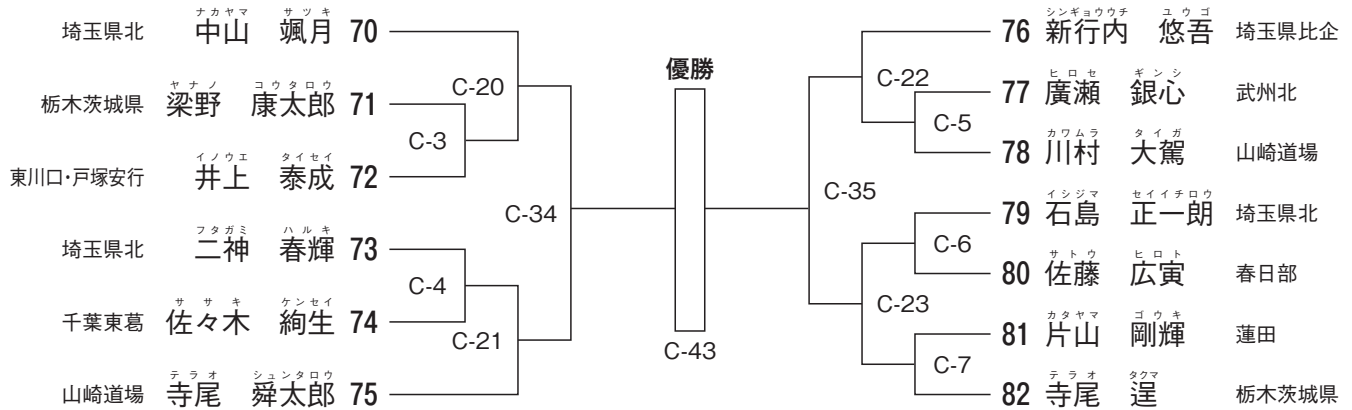 ナカヤマ サツキ
埼玉県北 中山 颯月 70
C-20
ヤナノ コウタロウ
栃木茨城県 梁野 康太郎 71
C-3
イノウエ タイセイ
東川口・戸塚安行 井上 泰成 72
C-34
フタガミ ハルキ
埼玉県北 二神 春輝 73
C-4
ササキ ケンセイ
千葉東葛 佐々木 絢生 74
C-21
テラオ シュンタロウ
山崎道場 寺尾 舜太郎 75
優勝
C-43
シンギョウウチ ユウゴ
76 新行内 悠吾 埼玉県比企
C-22
ヒロセ ギンシ
77 廣瀬 銀心 武州北
C-5
カワムラ タイガ
78 川村 大駕 山崎道場
C-35
イシジマ セイイチロウ
79 石島 正一朗 埼玉県北
C-6
サトウ ヒロト
80 佐藤 広寅 春日部
C-23
カタヤマ ゴウキ
81 片山 剛輝 蓮田
C-7
テラオ タクマ
82 寺尾 逞 栃木茨城県